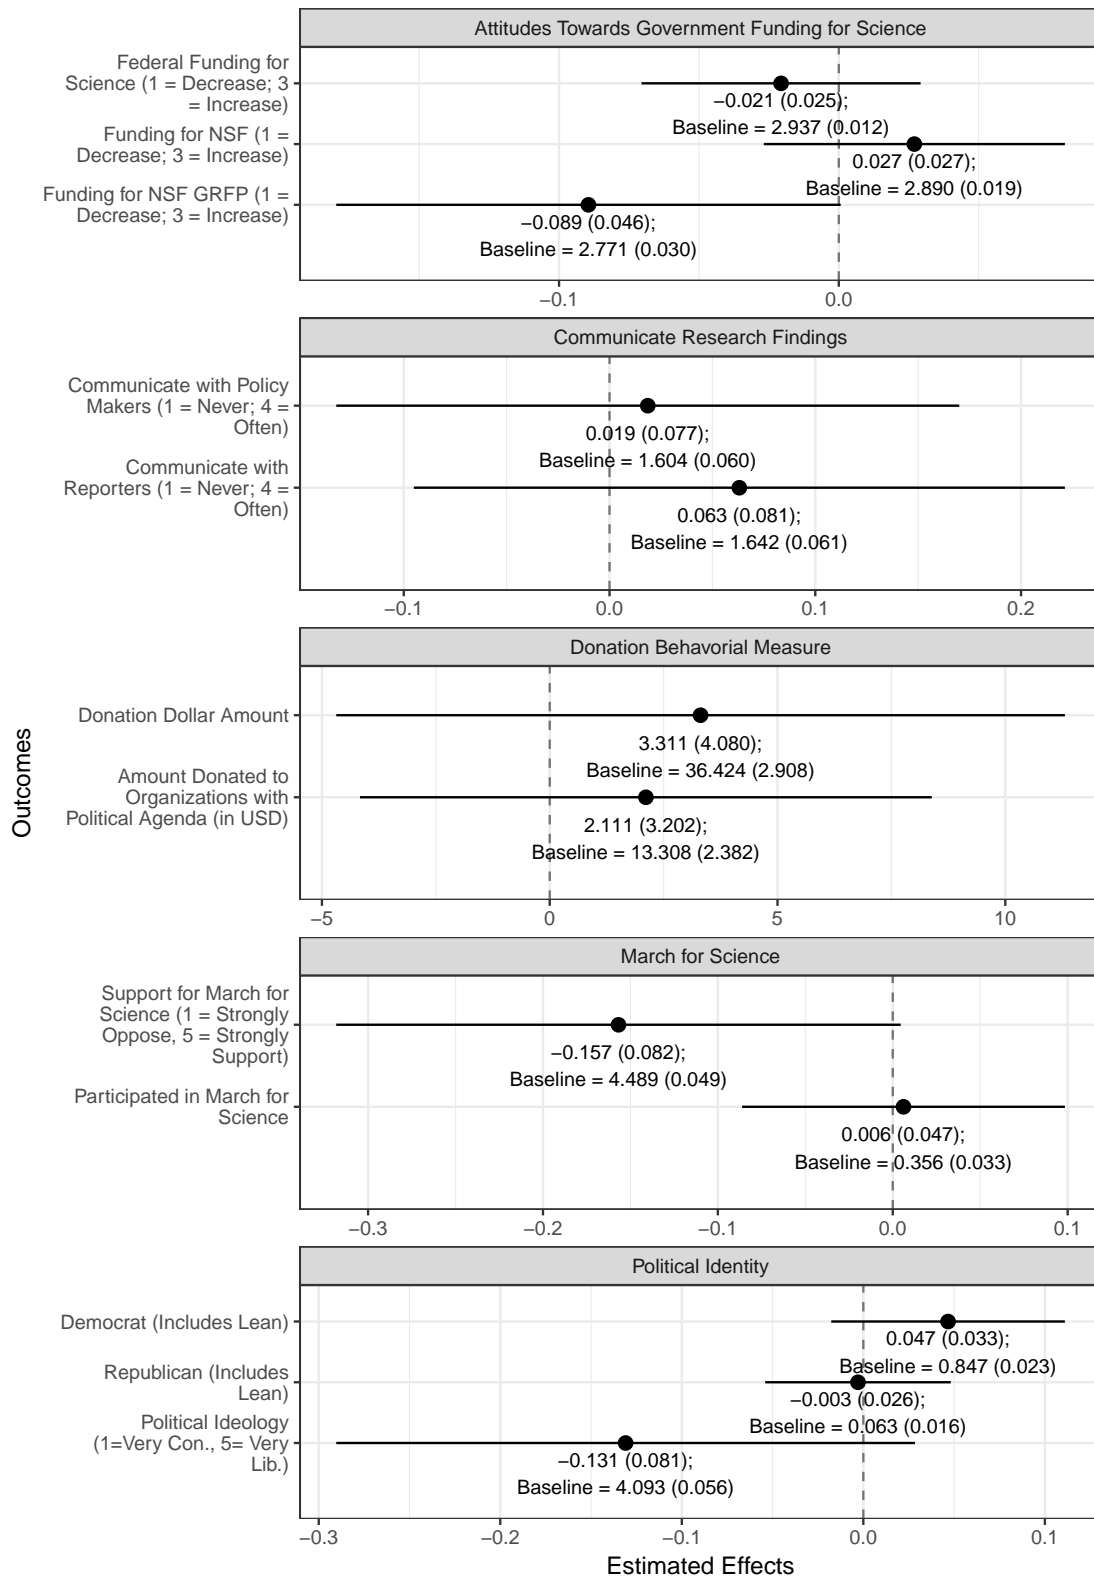 Attitudes Towards Government Funding for Science
Federal Funding for
Science (1 = Decrease; 3
= Increase)
−0.021 (0.025);
Baseline = 2.937 (0.012)
Funding for NSF (1 =
Decrease; 3 = Increase)
0.027 (0.027);
Baseline = 2.890 (0.019)
Funding for NSF GRFP (1 =
Decrease; 3 = Increase)
−0.089 (0.046);
Baseline = 2.771 (0.030)
−0.1 0.0
Communicate Research Findings
Communicate with Policy
Makers (1 = Never; 4 =
Often)
0.019 (0.077);
Baseline = 1.604 (0.060)
Communicate with
Reporters (1 = Never; 4 =
Often)
0.063 (0.081);
Baseline = 1.642 (0.061)
−0.1 0.0 0.1 0.2
Donation Behavorial Measure
Donation Dollar Amount
3.311 (4.080);
Baseline = 36.424 (2.908)
Amount Donated to
Organizations with
Political Agenda (in USD)
2.111 (3.202);
Baseline = 13.308 (2.382)
−5 0 5 10
Outcomes
March for Science
Support for March for
Science (1 = Strongly
Oppose, 5 = Strongly
Support)
−0.157 (0.082);
Baseline = 4.489 (0.049)
Participated in March for
Science
0.006 (0.047);
Baseline = 0.356 (0.033)
−0.3 −0.2 −0.1 0.0 0.1
Political Identity
Democrat (Includes Lean)
0.047 (0.033);
Baseline = 0.847 (0.023)
Republican (Includes
Lean)
−0.003 (0.026);
Baseline = 0.063 (0.016)
Political Ideology
(1=Very Con., 5= Very
Lib.)
−0.131 (0.081);
Baseline = 4.093 (0.056)
−0.3 −0.2 −0.1 0.0 0.1
Estimated Effects